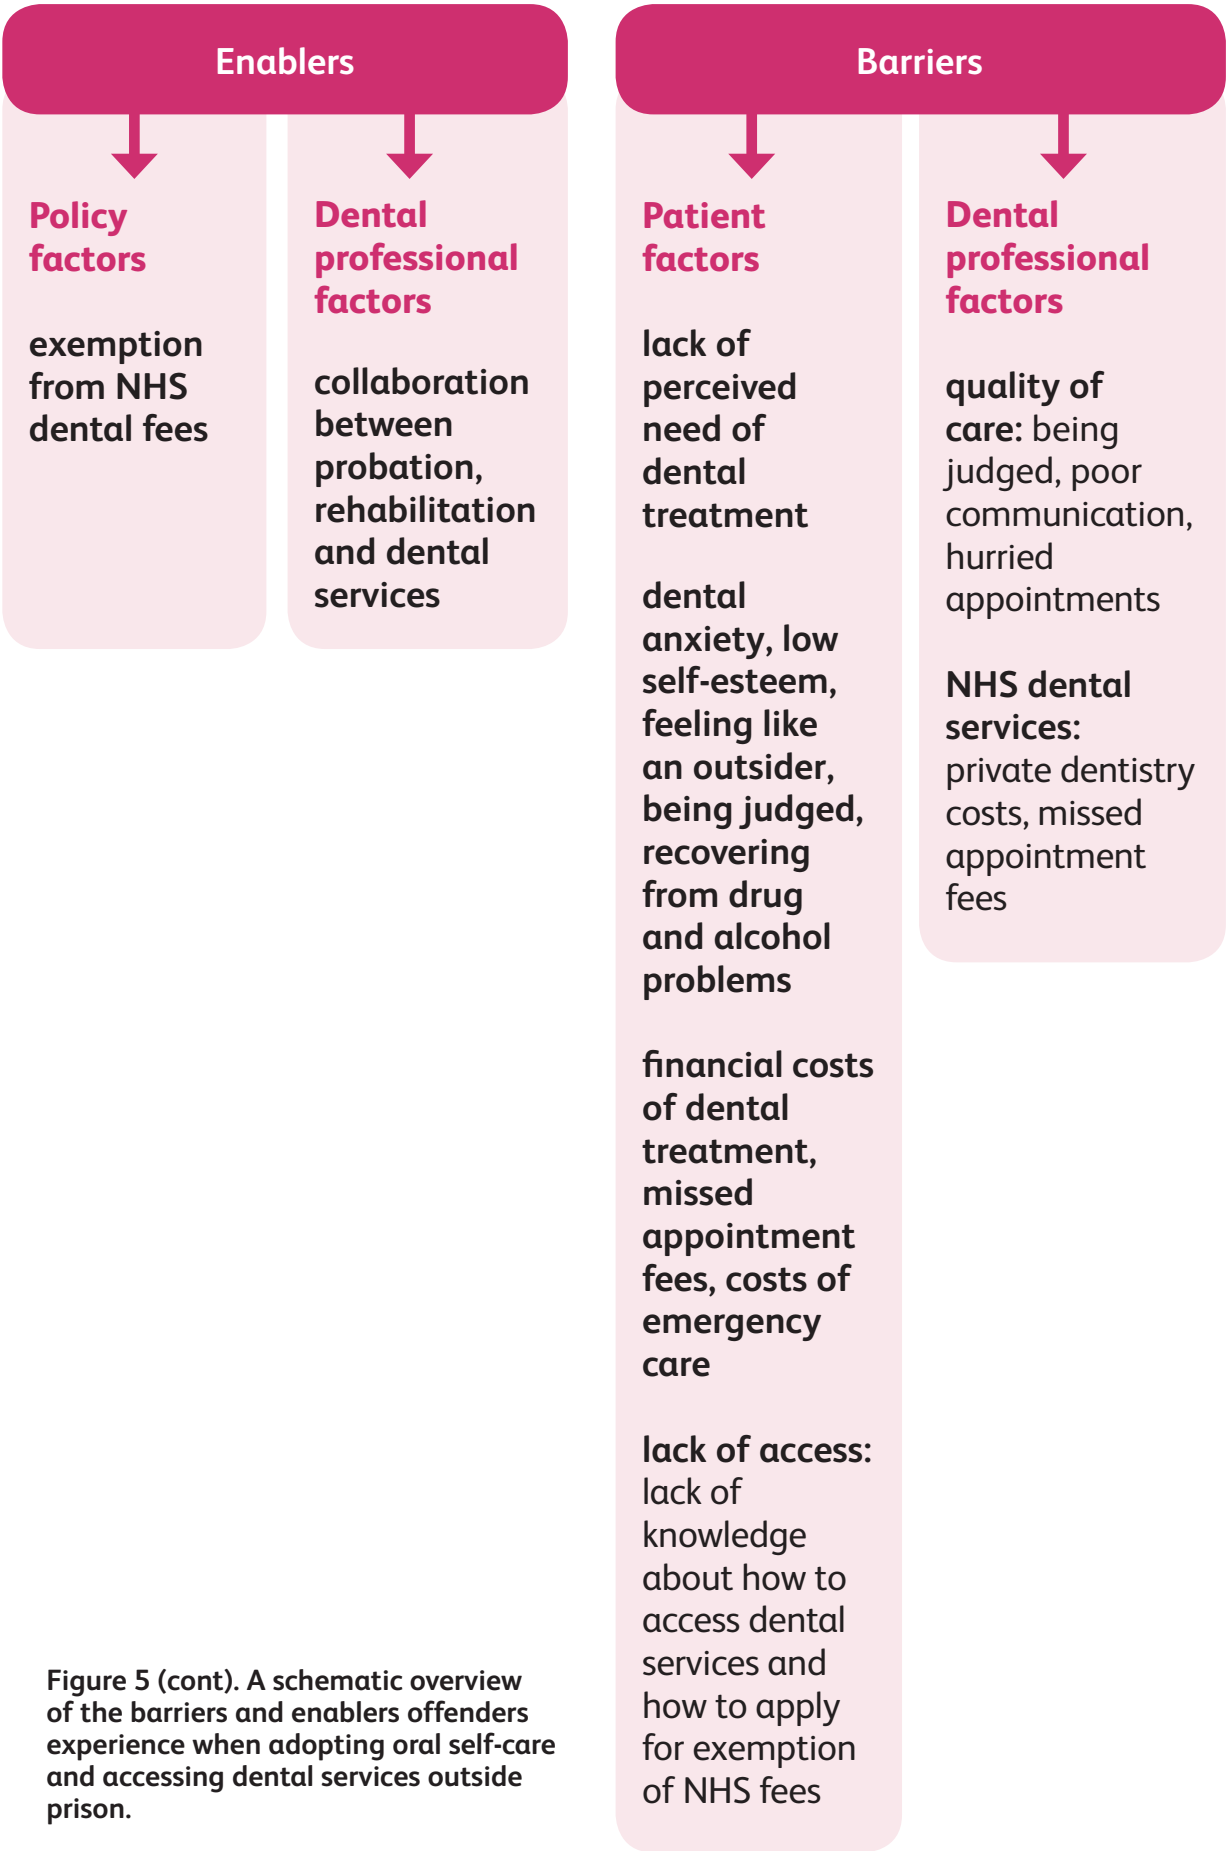 Enablers
Policy
factors
exemption
from NHS
dental fees
Dental
professional
factors
collaboration
between
probation,
rehabilitation
and dental
services
Barriers
Patient
factors
lack of
perceived
need of
dental
treatment
dental
anxiety, low
self-esteem,
feeling like
an outsider,
being judged,
recovering
from drug
and alcohol
problems
financial costs
of dental
treatment,
missed
appointment
fees, costs of
emergency
care
lack of access:
lack of
knowledge
about how to
access dental
services and
how to apply
for exemption
of NHS fees
Dental
professional
factors
quality of
care: being
judged, poor
communication,
hurried
appointments
NHS dental
services:
private dentistry
costs, missed
appointment
fees
Figure 5 (cont). A schematic overview
of the barriers and enablers offenders
experience when adopting oral self-care
and accessing dental services outside
prison.